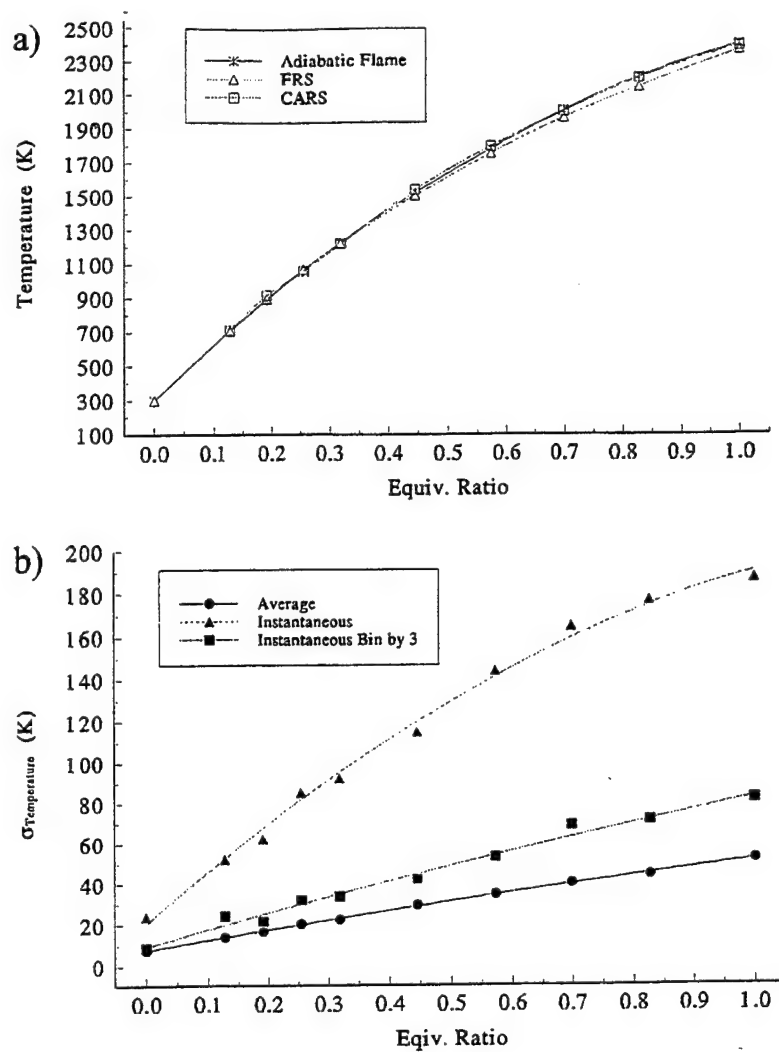 a)
2500
2300
2100
1900
1700
1500
1300
1100
900
700
500
300
100
Temperature (K)
Adiabatic Flame
FRS
CARS
0.0 0.1 0.2 0.3 0.4 0.5 0.6 0.7 0.8 0.9 1.0
Equiv. Ratio
b)
200
180
160
140
120
100
80
60
40
20
0
σTemperature (K)
Average
Instantaneous
Instantaneous Bin by 3
0.0 0.1 0.2 0.3 0.4 0.5 0.6 0.7 0.8 0.9 1.0
Eqiv. Ratio